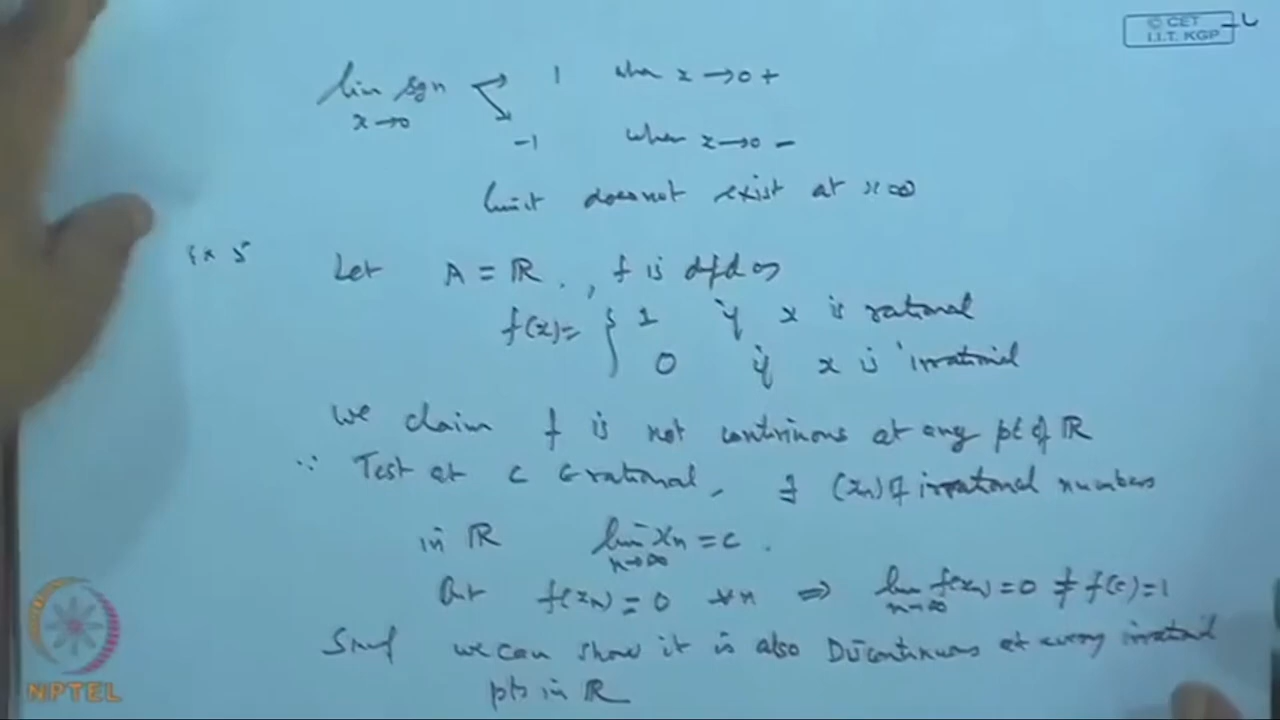 © CET
I.I.T. KGP
lim sgn 1 when x → 0 +
x→0
-1 when x → 0 -
limit does not exist at x=0
Ex 5 Let A = ℝ, f is dfd as
f(x) = { 1 if x is rational
0 if x is irrational
We claim f is not continuous at any pt of ℝ
∵ Test at c ∈ rational, ∃ (xn) of irrational numbers
in ℝ lim xn = c.
n→∞
But f(xn) = 0 ∀n ⇒ lim f(xn) = 0 ≠ f(c) = 1
n→∞
we can show it is also Discontinuous at every irrational
pts in ℝ
NPTEL